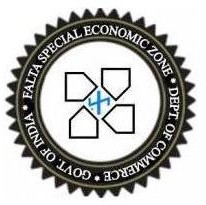 * FALTA SPECIAL ECONOMIC ZONE * DEPT. OF COMMERCE * GOVT. OF INDIA